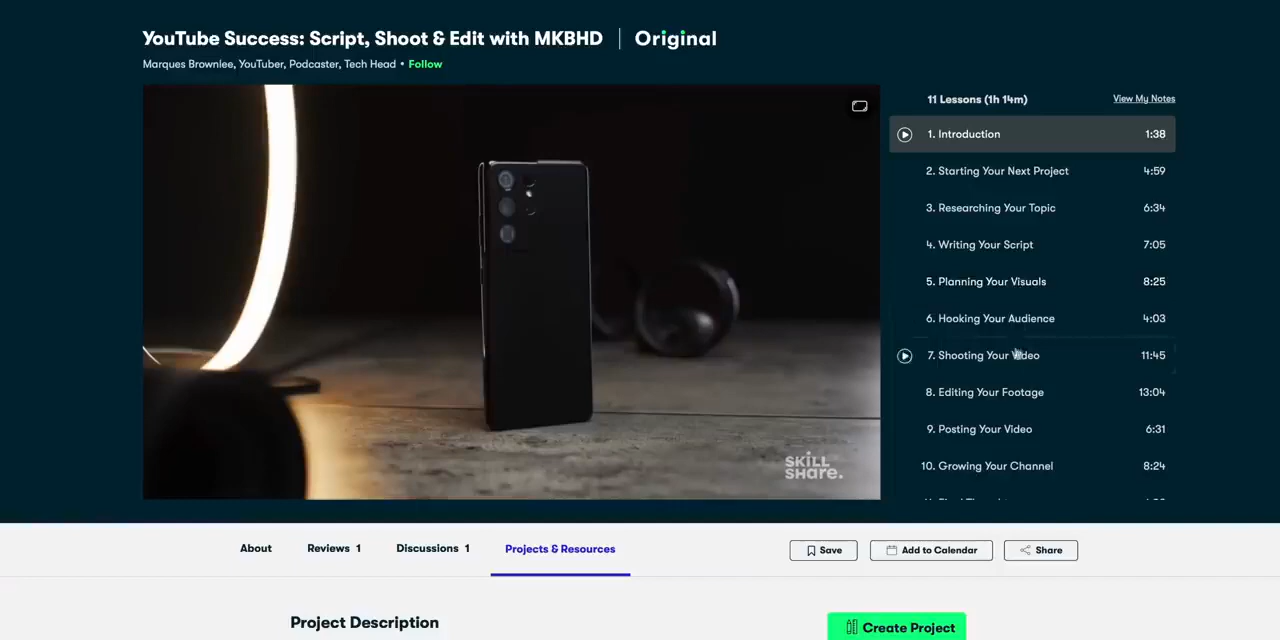 YouTube Success: Script, Shoot & Edit with MKBHD | Original
Marques Brownlee, YouTuber, Podcaster, Tech Head • Follow
11 Lessons (1h 14m) View My Notes
1. Introduction 1:38
2. Starting Your Next Project 4:59
3. Researching Your Topic 6:34
4. Writing Your Script 7:05
5. Planning Your Visuals 8:25
6. Hooking Your Audience 4:03
7. Shooting Your Video 11:45
8. Editing Your Footage 13:04
9. Posting Your Video 6:31
10. Growing Your Channel 8:24
SKILL
SHARE.
About Reviews 1 Discussions 1 Projects & Resources Save Add to Calendar Share
Project Description Create Project